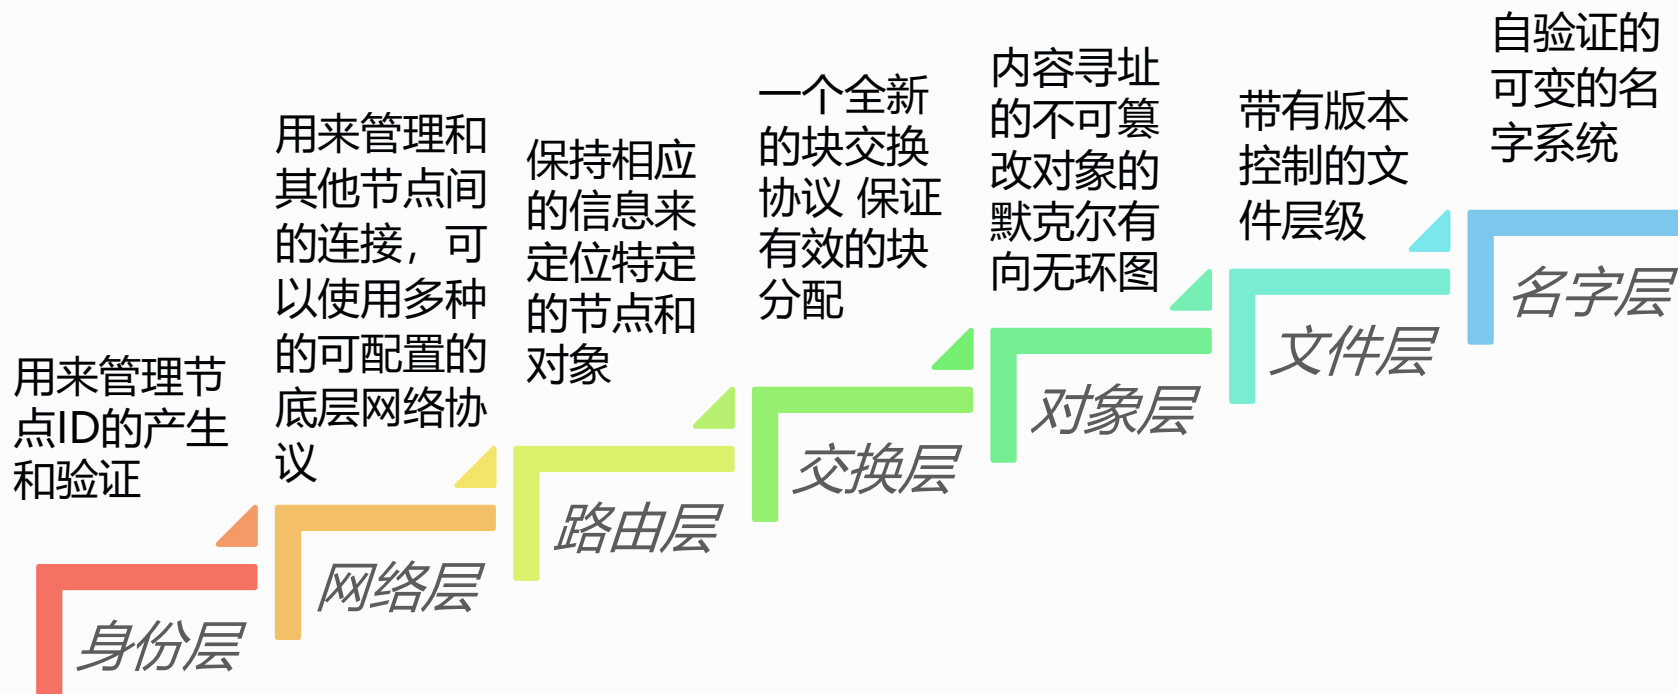 用来管理节
点ID的产生
和验证
身份层
用来管理和
其他节点间
的连接，可
以使用多种
的可配置的
底层网络协
议
网络层
保持相应
的信息来
定位特定
的节点和
对象
路由层
一个全新
的块交换
协议 保证
有效的块
分配
交换层
内容寻址
的不可篡
改对象的
默克尔有
向无环图
对象层
带有版本
控制的文
件层级
文件层
自验证的
可变的名
字系统
名字层